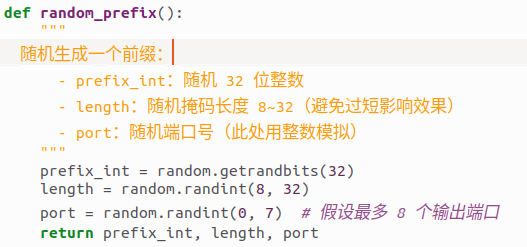 def random_prefix():
"""
随机生成一个前缀：
- prefix_int：随机 32 位整数
- length：随机掩码长度 8~32（避免过短影响效果）
- port：随机端口号（此处用整数模拟）
"""
prefix_int = random.getrandbits(32)
length = random.randint(8, 32)
port = random.randint(0, 7)  # 假设最多 8 个输出端口
return prefix_int, length, port